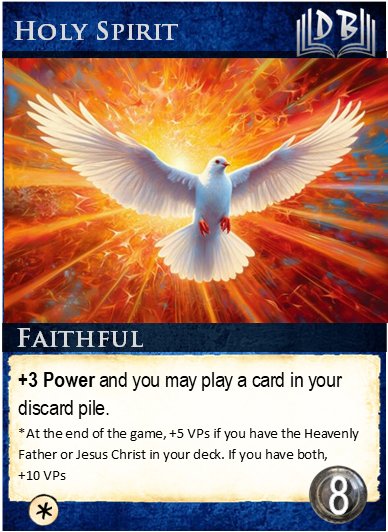 HOLY SPIRIT
DB
FAITHFUL
+3 Power and you may play a card in your
discard pile.
*At the end of the game, +5 VPs if you have the Heavenly
Father or Jesus Christ in your deck. If you have both,
+10 VPs
*
8